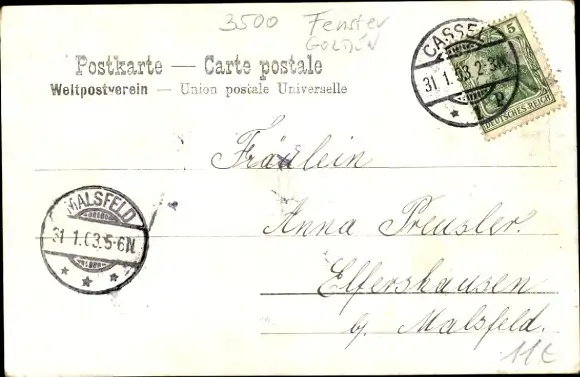 3500 Fenster
GOLDEN
CASSEL
31.1.03.2-3N.
* 1 P.
5
DEUTSCHES REICH
Postkarte — Carte postale
Weltpostverein — Union postale Universelle
Fräulein
Anna Preusler.
Elfershausen
b. Malsfeld.
MALSFELD
31.1.03.5-6N.
11€